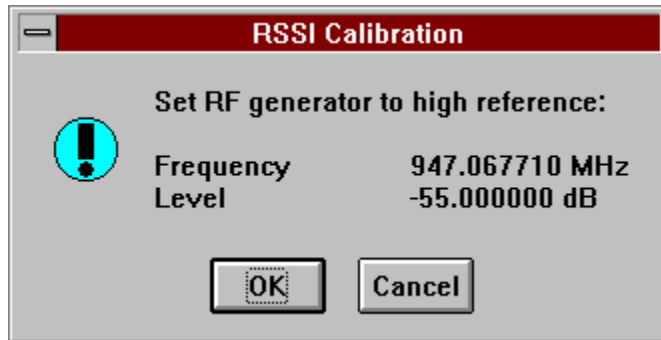 RSSI Calibration
Set RF generator to high reference:
Frequency 947.067710 MHz
Level -55.000000 dB
OK Cancel